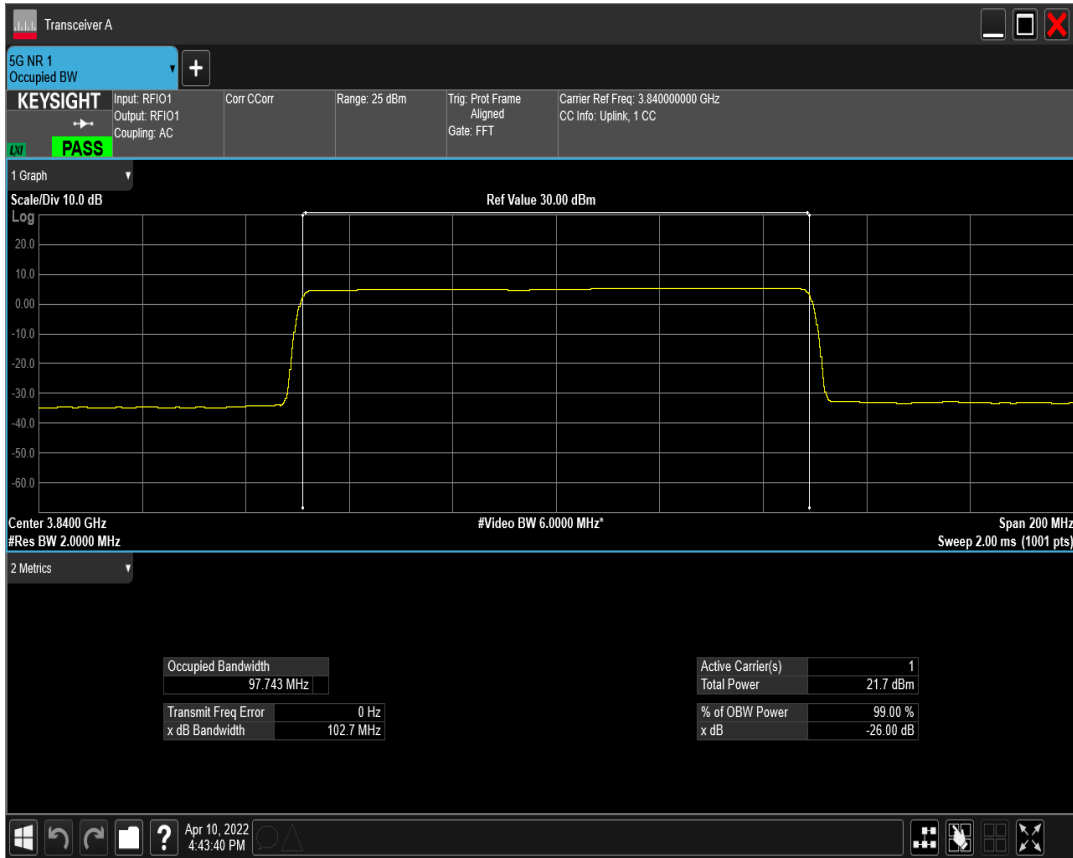 Transceiver A
5G NR 1
Occupied BW
KEYSIGHT
LXI
PASS
Input: RFIO1
Output: RFIO1
Coupling: AC
Corr CCorr
Range: 25 dBm
Trig: Prot Frame
Aligned
Gate: FFT
Carrier Ref Freq: 3.840000000 GHz
CC Info: Uplink, 1 CC
1 Graph
Scale/Div 10.0 dB
Ref Value 30.00 dBm
Log
20.0
10.0
0.00
-10.0
-20.0
-30.0
-40.0
-50.0
-60.0
Center 3.8400 GHz
#Video BW 6.0000 MHz*
Span 200 MHz
#Res BW 2.0000 MHz
Sweep 2.00 ms (1001 pts)
2 Metrics
Occupied Bandwidth
97.743 MHz
Transmit Freq Error 0 Hz
x dB Bandwidth 102.7 MHz
Active Carrier(s) 1
Total Power 21.7 dBm
% of OBW Power 99.00 %
x dB -26.00 dB
?
Apr 10, 2022
4:43:40 PM